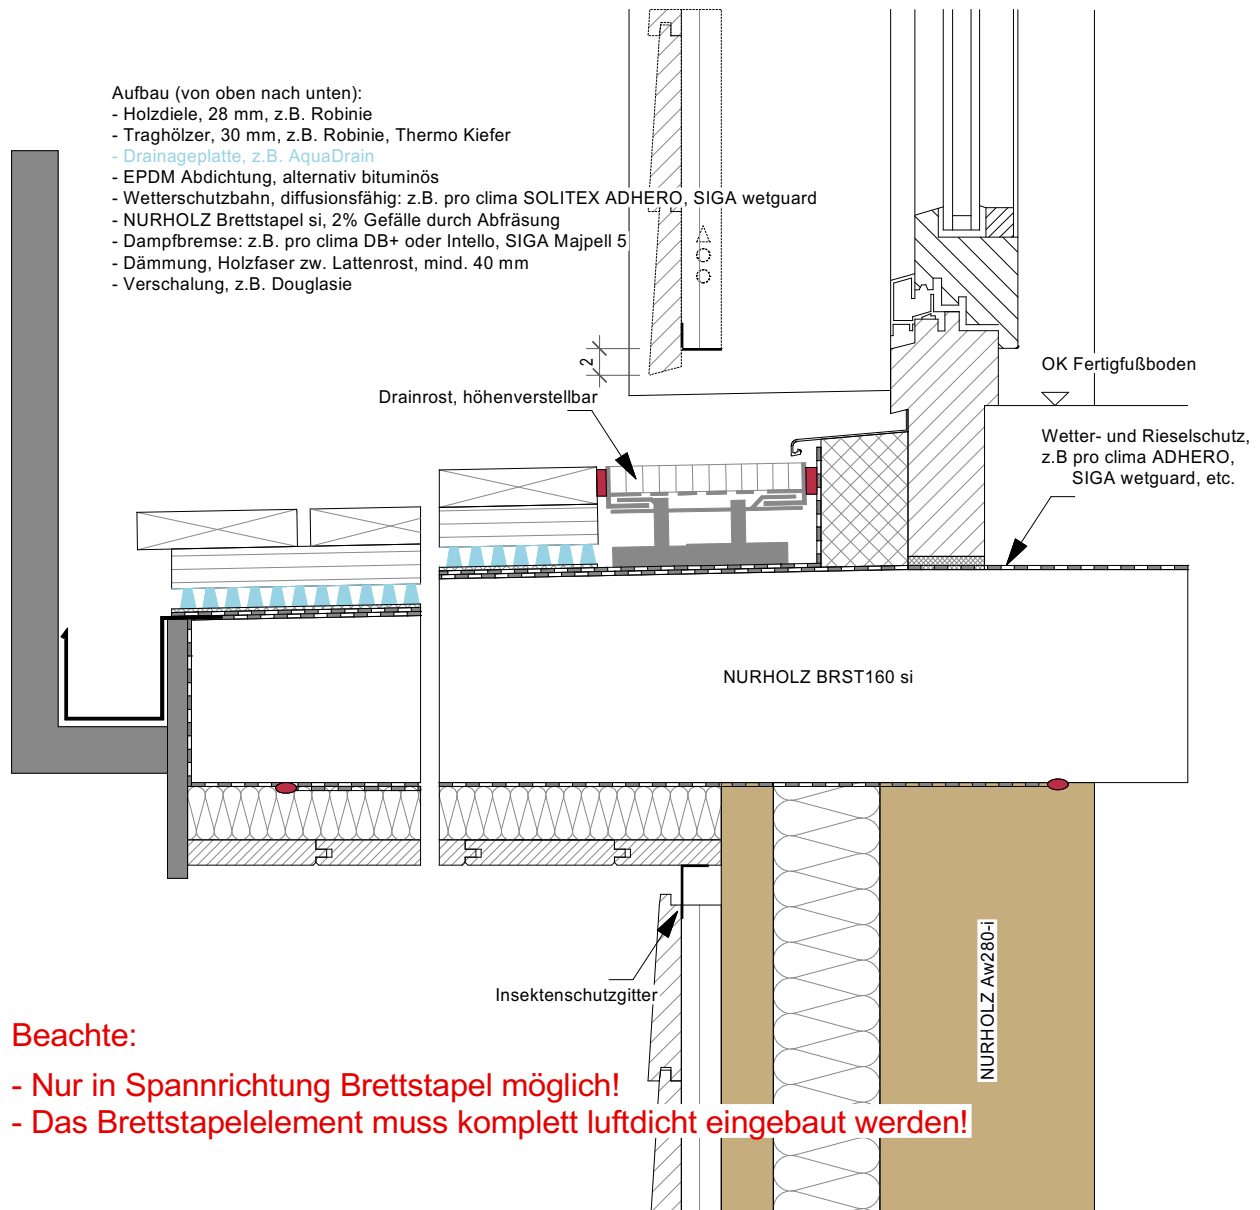 Aufbau (von oben nach unten):
- Holzdiele, 28 mm, z.B. Robinie
- Traghölzer, 30 mm, z.B. Robinie, Thermo Kiefer
- Drainageplatte, z.B. AquaDrain
- EPDM Abdichtung, alternativ bituminös
- Wetterschutzbahn, diffusionsfähig: z.B. pro clima SOLITEX ADHERO, SIGA wetguard
- NURHOLZ Brettstapel si, 2% Gefälle durch Abfräsung
- Dampfbremse: z.B. pro clima DB+ oder Intello, SIGA Majpell 5
- Dämmung, Holzfaser zw. Lattenrost, mind. 40 mm
- Verschalung, z.B. Douglasie
2
OK Fertigfußboden
Drainrost, höhenverstellbar
Wetter- und Rieselschutz,
z.B pro clima ADHERO,
SIGA wetguard, etc.
NURHOLZ BRST160 si
NURHOLZ Aw280-i
Insektenschutzgitter
Beachte:
- Nur in Spannrichtung Brettstapel möglich!
- Das Brettstapelelement muss komplett luftdicht eingebaut werden!